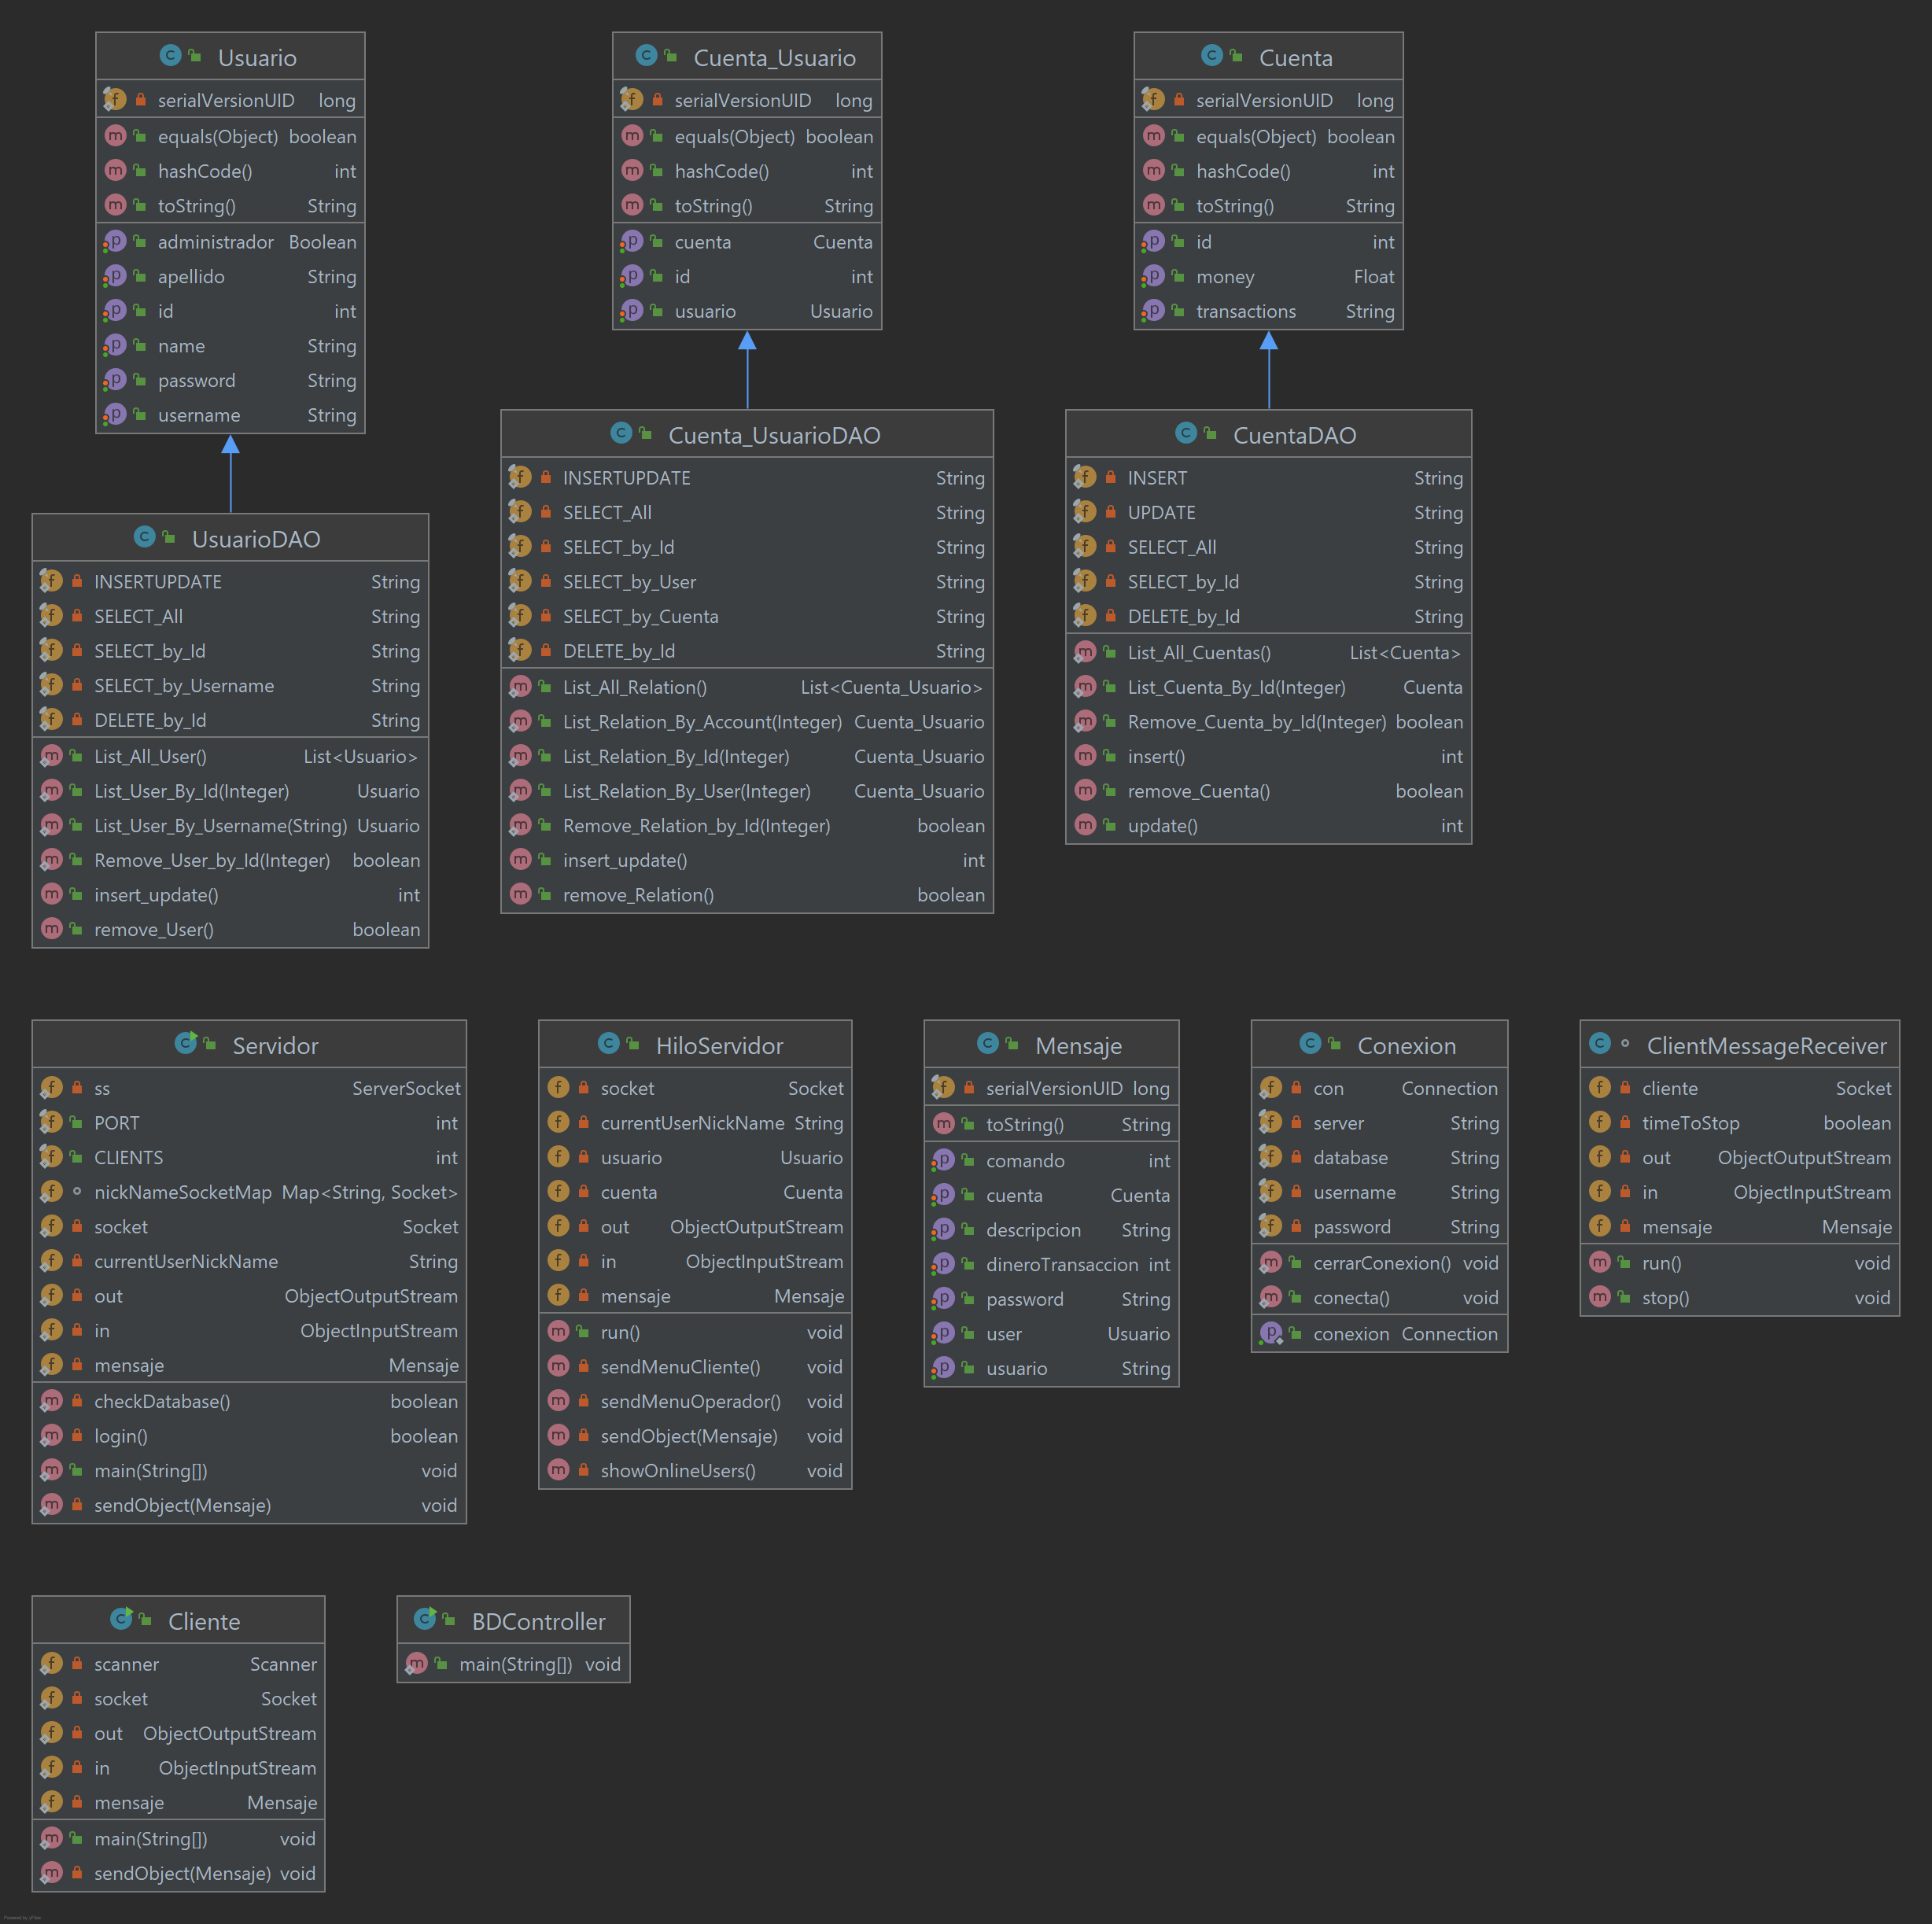 Usuario
serialVersionUID long
equals(Object) boolean
hashCode() int
toString() String
administrador Boolean
apellido String
id int
name String
password String
username String
Cuenta_Usuario
serialVersionUID long
equals(Object) boolean
hashCode() int
toString() String
cuenta Cuenta
id int
usuario Usuario
Cuenta
serialVersionUID long
equals(Object) boolean
hashCode() int
toString() String
id int
money Float
transactions String
UsuarioDAO
INSERTUPDATE String
SELECT_All String
SELECT_by_Id String
SELECT_by_Username String
DELETE_by_Id String
List_All_User() List<Usuario>
List_User_By_Id(Integer) Usuario
List_User_By_Username(String) Usuario
Remove_User_by_Id(Integer) boolean
insert_update() int
remove_User() boolean
Cuenta_UsuarioDAO
INSERTUPDATE String
SELECT_All String
SELECT_by_Id String
SELECT_by_User String
SELECT_by_Cuenta String
DELETE_by_Id String
List_All_Relation() List<Cuenta_Usuario>
List_Relation_By_Account(Integer) Cuenta_Usuario
List_Relation_By_Id(Integer) Cuenta_Usuario
List_Relation_By_User(Integer) Cuenta_Usuario
Remove_Relation_by_Id(Integer) boolean
insert_update() int
remove_Relation() boolean
CuentaDAO
INSERT String
UPDATE String
SELECT_All String
SELECT_by_Id String
DELETE_by_Id String
List_All_Cuentas() List<Cuenta>
List_Cuenta_By_Id(Integer) Cuenta
Remove_Cuenta_by_Id(Integer) boolean
insert() int
remove_Cuenta() boolean
update() int
Servidor
ss ServerSocket
PORT int
CLIENTS int
nickNameSocketMap Map<String, Socket>
socket Socket
currentUserNickName String
out ObjectOutputStream
in ObjectInputStream
mensaje Mensaje
checkDatabase() boolean
login() boolean
main(String[]) void
sendObject(Mensaje) void
HiloServidor
socket Socket
currentUserNickName String
usuario Usuario
cuenta Cuenta
out ObjectOutputStream
in ObjectInputStream
mensaje Mensaje
run() void
sendMenuCliente() void
sendMenuOperador() void
sendObject(Mensaje) void
showOnlineUsers() void
Mensaje
serialVersionUID long
toString() String
comando int
cuenta Cuenta
descripcion String
dineroTransaccion int
password String
user Usuario
usuario String
Conexion
con Connection
server String
database String
username String
password String
cerrarConexion() void
conecta() void
conexion Connection
ClientMessageReceiver
cliente Socket
timeToStop boolean
out ObjectOutputStream
in ObjectInputStream
mensaje Mensaje
run() void
stop() void
Cliente
scanner Scanner
socket Socket
out ObjectOutputStream
in ObjectInputStream
mensaje Mensaje
main(String[]) void
sendObject(Mensaje) void
BDController
main(String[]) void
Powered by yFiles